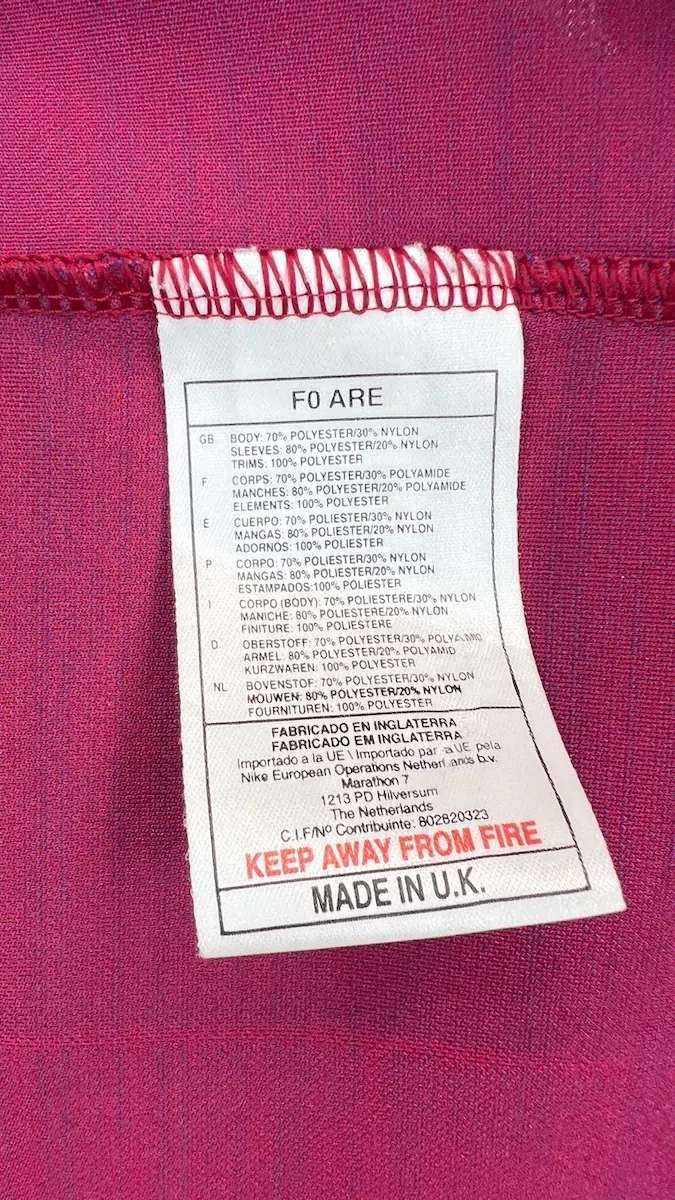 F0 ARE
GB BODY: 70% POLYESTER/30% NYLON
SLEEVES: 80% POLYESTER/20% NYLON
TRIMS: 100% POLYESTER
F CORPS: 70% POLYESTER/30% POLYAMIDE
MANCHES: 80% POLYESTER/20% POLYAMIDE
ELEMENTS: 100% POLYESTER
E CUERPO: 70% POLIESTER/30% NYLON
MANGAS: 80% POLIESTER/20% NYLON
ADORNOS: 100% POLIESTER
P CORPO: 70% POLIESTER/30% NYLON
MANGAS: 80% POLIESTER/20% NYLON
ESTAMPADOS:100% POLIESTER
I CORPO (BODY): 70% POLIESTERE/30% NYLON
MANICHE: 80% POLIESTERE/20% NYLON
FINITURE: 100% POLIESTERE
D OBERSTOFF: 70% POLYESTER/30% POLYAMID
ARMEL: 80% POLYESTER/20% POLYAMID
KURZWAREN: 100% POLYESTER
NL BOVENSTOF: 70% POLYESTER/30% NYLON
MOUWEN: 80% POLYESTER/20% NYLON
FOURNITUREN: 100% POLYESTER
FABRICADO EN INGLATERRA
FABRICADO EM INGLATERRA
Importado a la UE \ Importado par a UE pela
Nike European Operations Netherlands b.v.
Marathon 7
1213 PD Hilversum
The Netherlands
C.I.F/Nº Contribuinte: 802820323
KEEP AWAY FROM FIRE
MADE IN U.K.